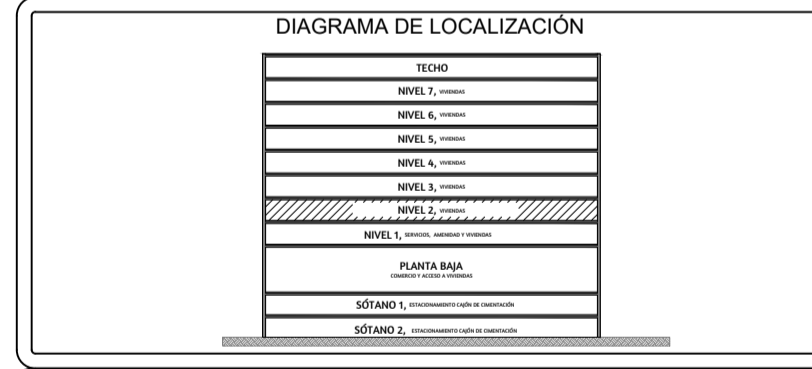 DIAGRAMA DE LOCALIZACIÓN
TECHO
NIVEL 7, VIVIENDAS
NIVEL 6, VIVIENDAS
NIVEL 5, VIVIENDAS
NIVEL 4, VIVIENDAS
NIVEL 3, VIVIENDAS
NIVEL 2, VIVIENDAS
NIVEL 1, SERVICIOS, AMENIDAD Y VIVIENDAS
PLANTA BAJA
COMERCIO Y ACCESO A VIVIENDAS
SÓTANO 1, ESTACIONAMIENTO CAJÓN DE CIMENTACIÓN
SÓTANO 2, ESTACIONAMIENTO CAJÓN DE CIMENTACIÓN